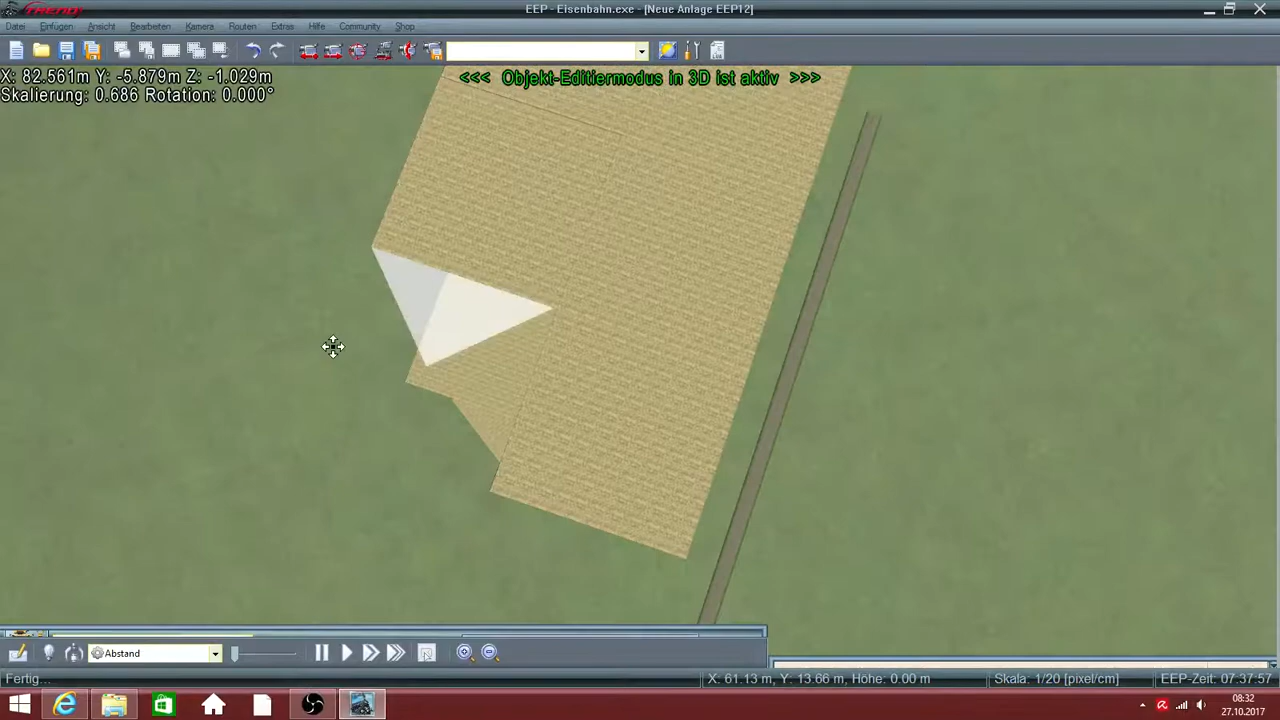 TREND
EEP - Eisenbahn.exe - [Neue Anlage EEP12]
Datei Einfügen Ansicht Bearbeiten Kamera Routen Extras Hilfe Community Shop
X: 82.561m Y: -5.879m Z: -1.029m
<<< Objekt-Editiermodus in 3D ist aktiv >>>
Skalierung: 0.686 Rotation: 0.000°
Abstand
Fertig...
X: 61.13 m, Y: 13.66 m, Höhe: 0.00 m
Skala: 1/20 [pixel/cm]
EEP-Zeit: 07:37:57
08:32
27.10.2017